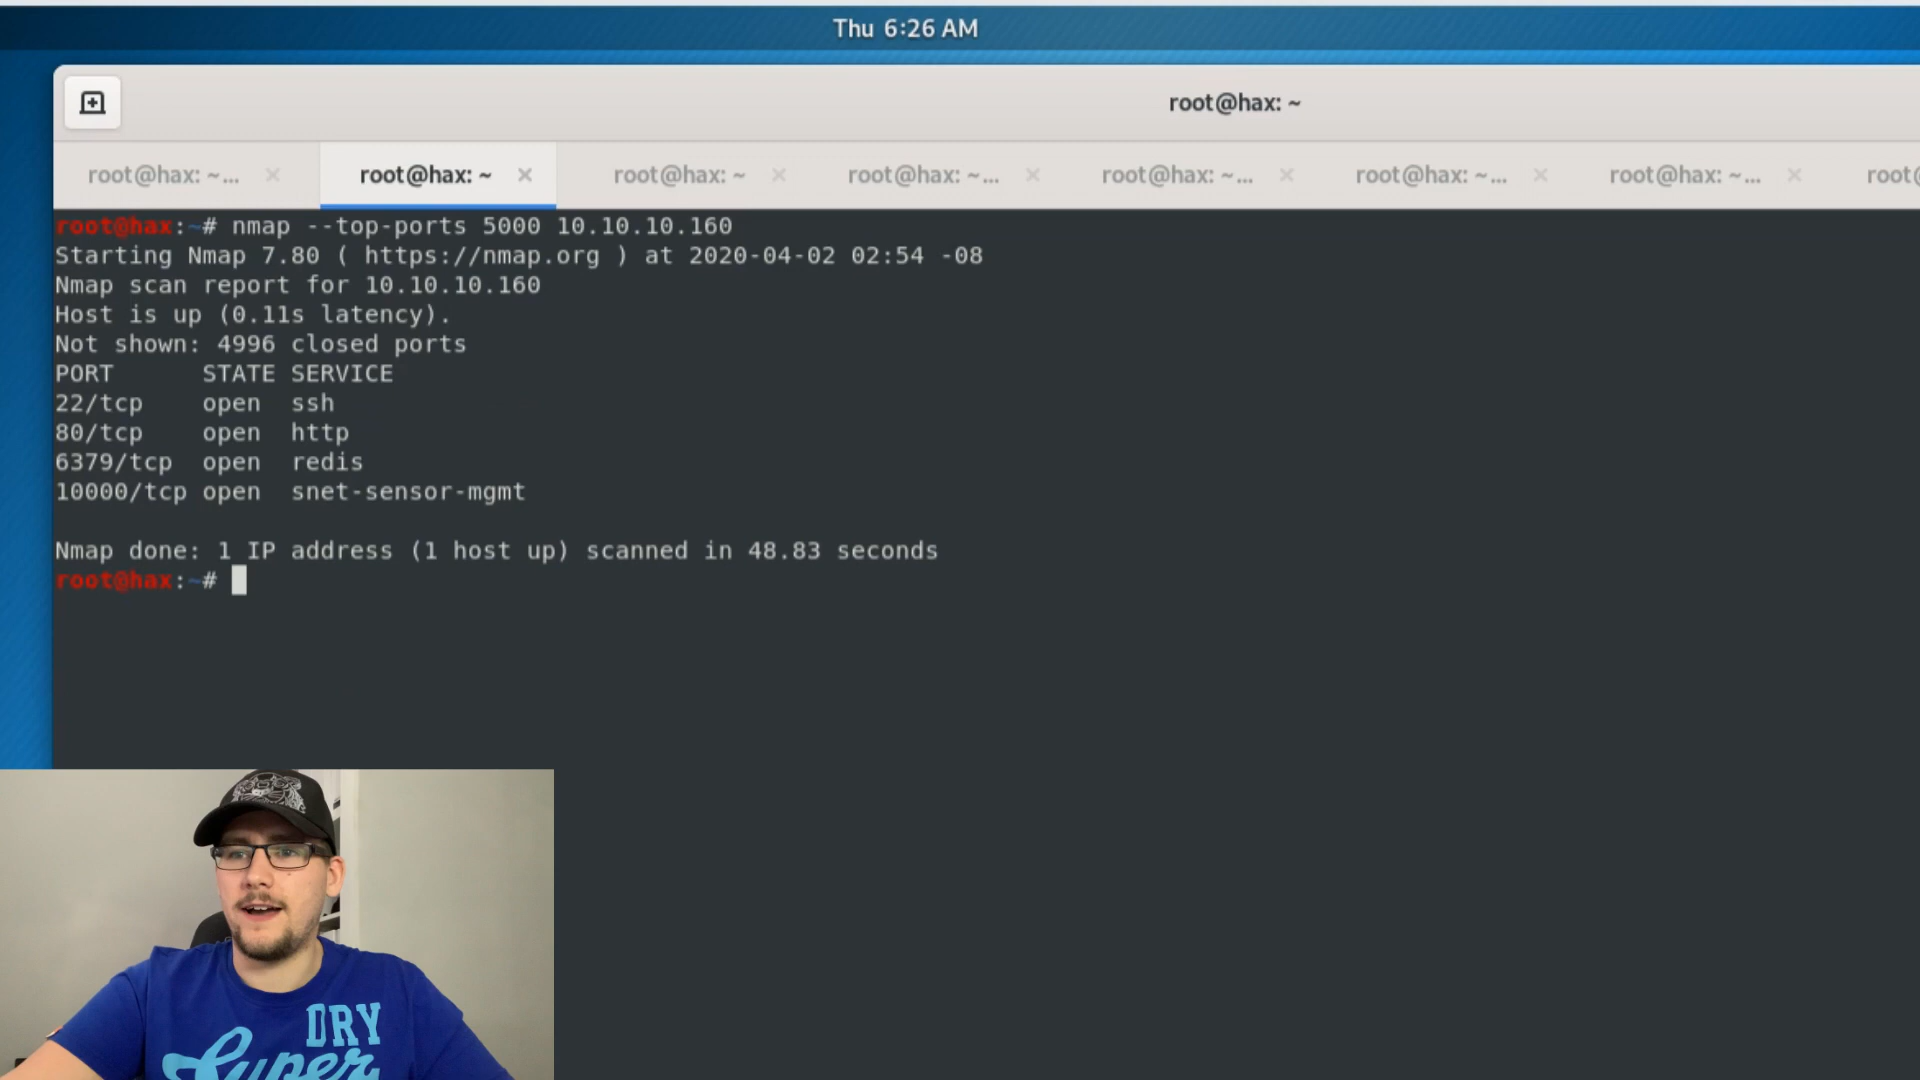 Thu 6:26 AM
root@hax: ~
root@hax: ~... × root@hax: ~ × root@hax: ~ × root@hax: ~... × root@hax: ~... × root@hax: ~... × root@hax: ~... × root@
root@hax:~# nmap --top-ports 5000 10.10.10.160
Starting Nmap 7.80 ( https://nmap.org ) at 2020-04-02 02:54 -08
Nmap scan report for 10.10.10.160
Host is up (0.11s latency).
Not shown: 4996 closed ports
PORT STATE SERVICE
22/tcp open ssh
80/tcp open http
6379/tcp open redis
10000/tcp open snet-sensor-mgmt
Nmap done: 1 IP address (1 host up) scanned in 48.83 seconds
root@hax:~#
DRY
Super